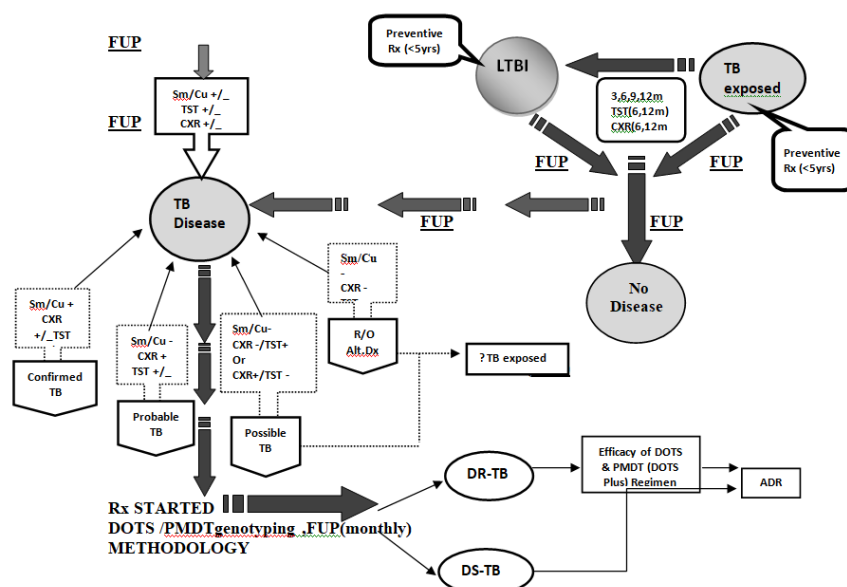 FUP
Sm/Cu +/_
TST +/_
CXR +/_
FUP
Preventive
Rx (<5yrs)
LTBI
TB
exposed
3,6,9,12m
TST(6,12m)
CXR(6,12m
FUP
FUP
Preventive
Rx (<5yrs)
TB
Disease
FUP
FUP
No
Disease
Sm/Cu +
CXR
+/_TST
Confirmed
TB
Sm/Cu -
CXR +
TST +/_
Probable
TB
Sm/Cu-
CXR -/TST+
Or
CXR+/TST -
Possible
TB
Sm/Cu
-
CXR -
R/O
Alt.Dx
? TB exposed
Rx STARTED
DOTS /PMDTgenotyping ,FUP(monthly)
METHODOLOGY
DR-TB
Efficacy of DOTS
& PMDT (DOTS
Plus) Regimen
ADR
DS-TB